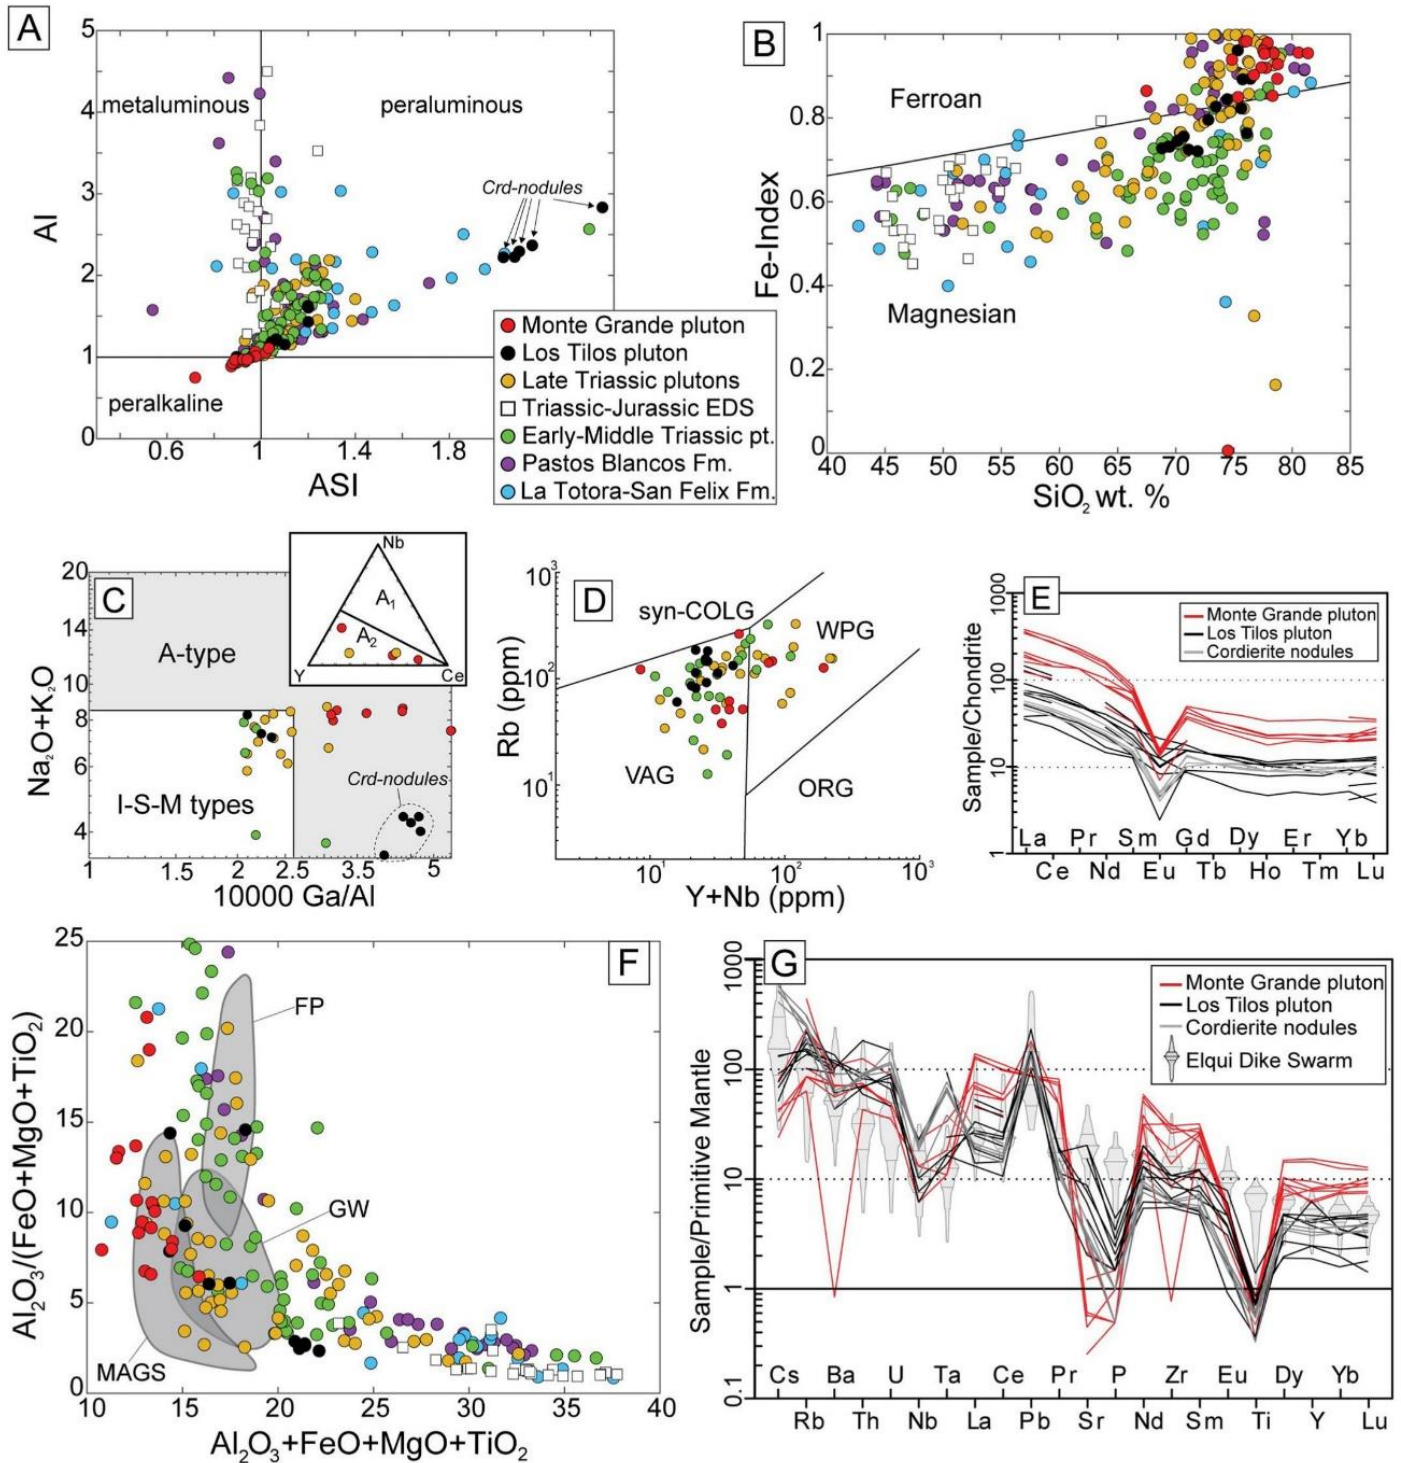 A
5
4
3
2
1
0
AI
metaluminous
peraluminous
peralkaline
Crd-nodules
0.6
1
1.4
1.8
ASI
Monte Grande pluton
Los Tilos pluton
Late Triassic plutons
Triassic-Jurassic EDS
Early-Middle Triassic pt.
Pastos Blancos Fm.
La Totora-San Felix Fm.
B
1
0.8
0.6
0.4
0.2
0
Fe-Index
Ferroan
Magnesian
40
45
50
55
60
65
70
75
80
85
SiO₂ wt. %
C
20
14
10
8
6
4
Na₂O+K₂O
A-type
I-S-M types
Crd-nodules
Nb
A₁
A₂
Y
Ce
1
1.5
2
2.5
3
3.5
5
10000 Ga/Al
D
10³
10²
10¹
Rb (ppm)
syn-COLG
WPG
VAG
ORG
10¹
10²
10³
Y+Nb (ppm)
E
1000
100
10
1
Sample/Chondrite
Monte Grande pluton
Los Tilos pluton
Cordierite nodules
La Pr Sm Gd Dy Er Yb
Ce Nd Eu Tb Ho Tm Lu
F
25
20
15
10
5
0
Al₂O₃/(FeO+MgO+TiO₂)
FP
GW
MAGS
10
15
20
25
30
35
40
Al₂O₃+FeO+MgO+TiO₂
G
1000
100
10
1
0.1
Sample/Primitive Mantle
Monte Grande pluton
Los Tilos pluton
Cordierite nodules
Elqui Dike Swarm
Cs Ba U Ta Ce Pr P Zr Eu Dy Yb
Rb Th Nb La Pb Sr Nd Sm Ti Y Lu